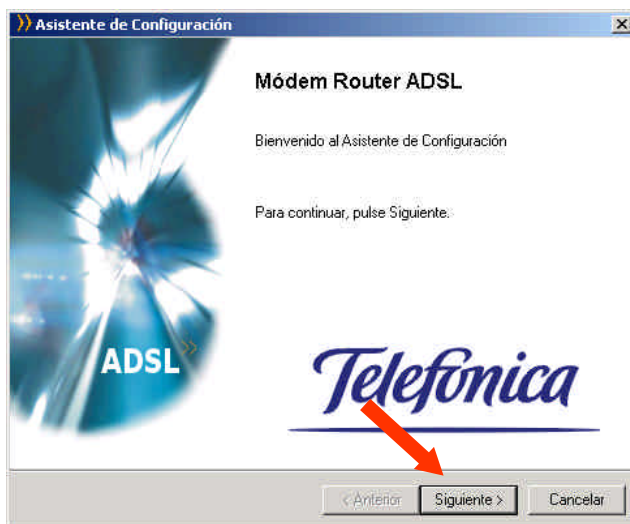 Asistente de Configuración
Módem Router ADSL
Bienvenido al Asistente de Configuración
Para continuar, pulse Siguiente.
ADSL
Telefónica
< Anterior Siguiente > Cancelar